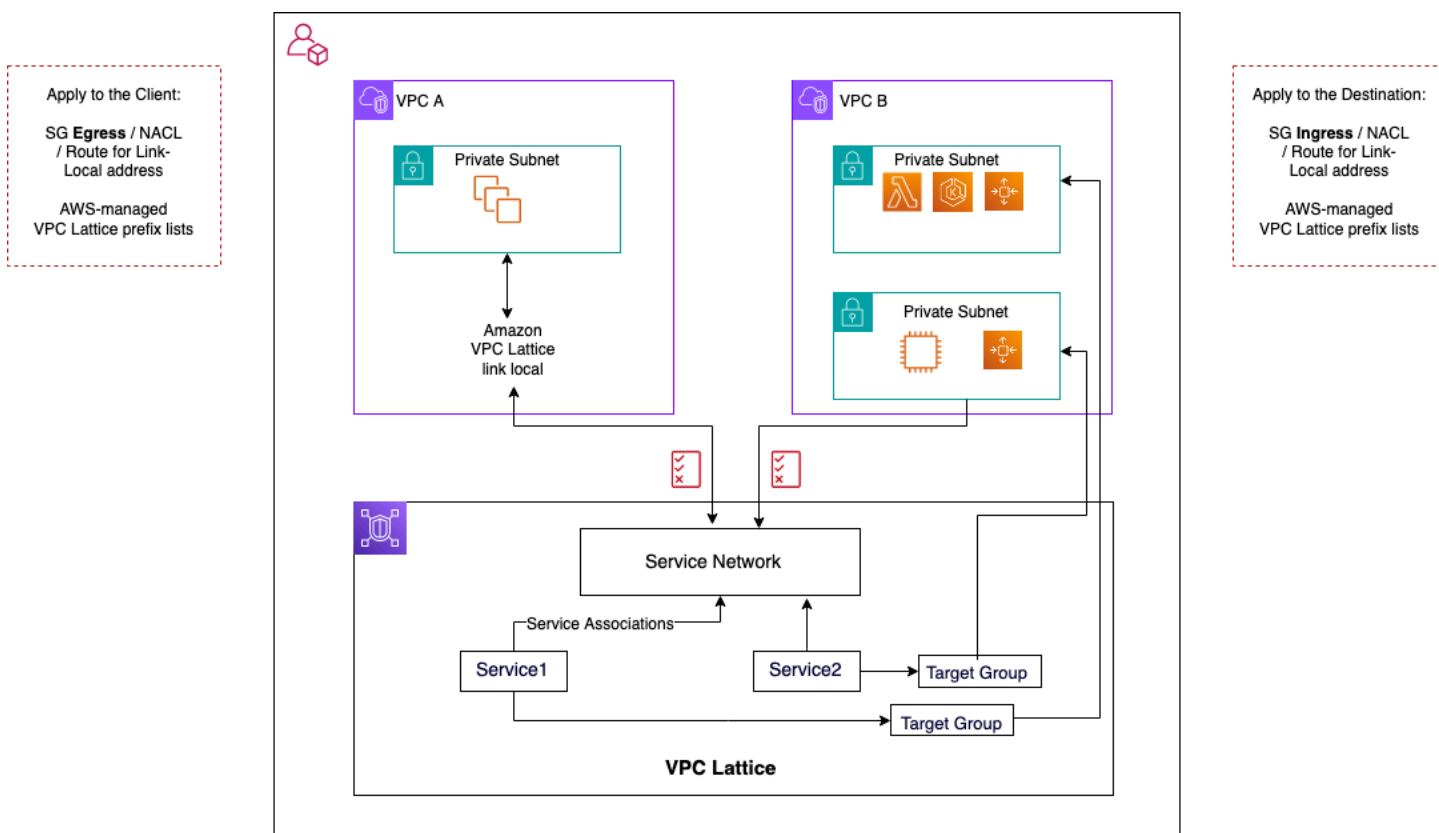 Apply to the Client:
SG Egress / NACL
/ Route for Link-
Local address
AWS-managed
VPC Lattice prefix lists
VPC A
Private Subnet
Amazon
VPC Lattice
link local
VPC B
Private Subnet
K
Private Subnet
Apply to the Destination:
SG Ingress / NACL
/ Route for Link-
Local address
AWS-managed
VPC Lattice prefix lists
Service Network
Service Associations
Service1
Service2
Target Group
Target Group
VPC Lattice